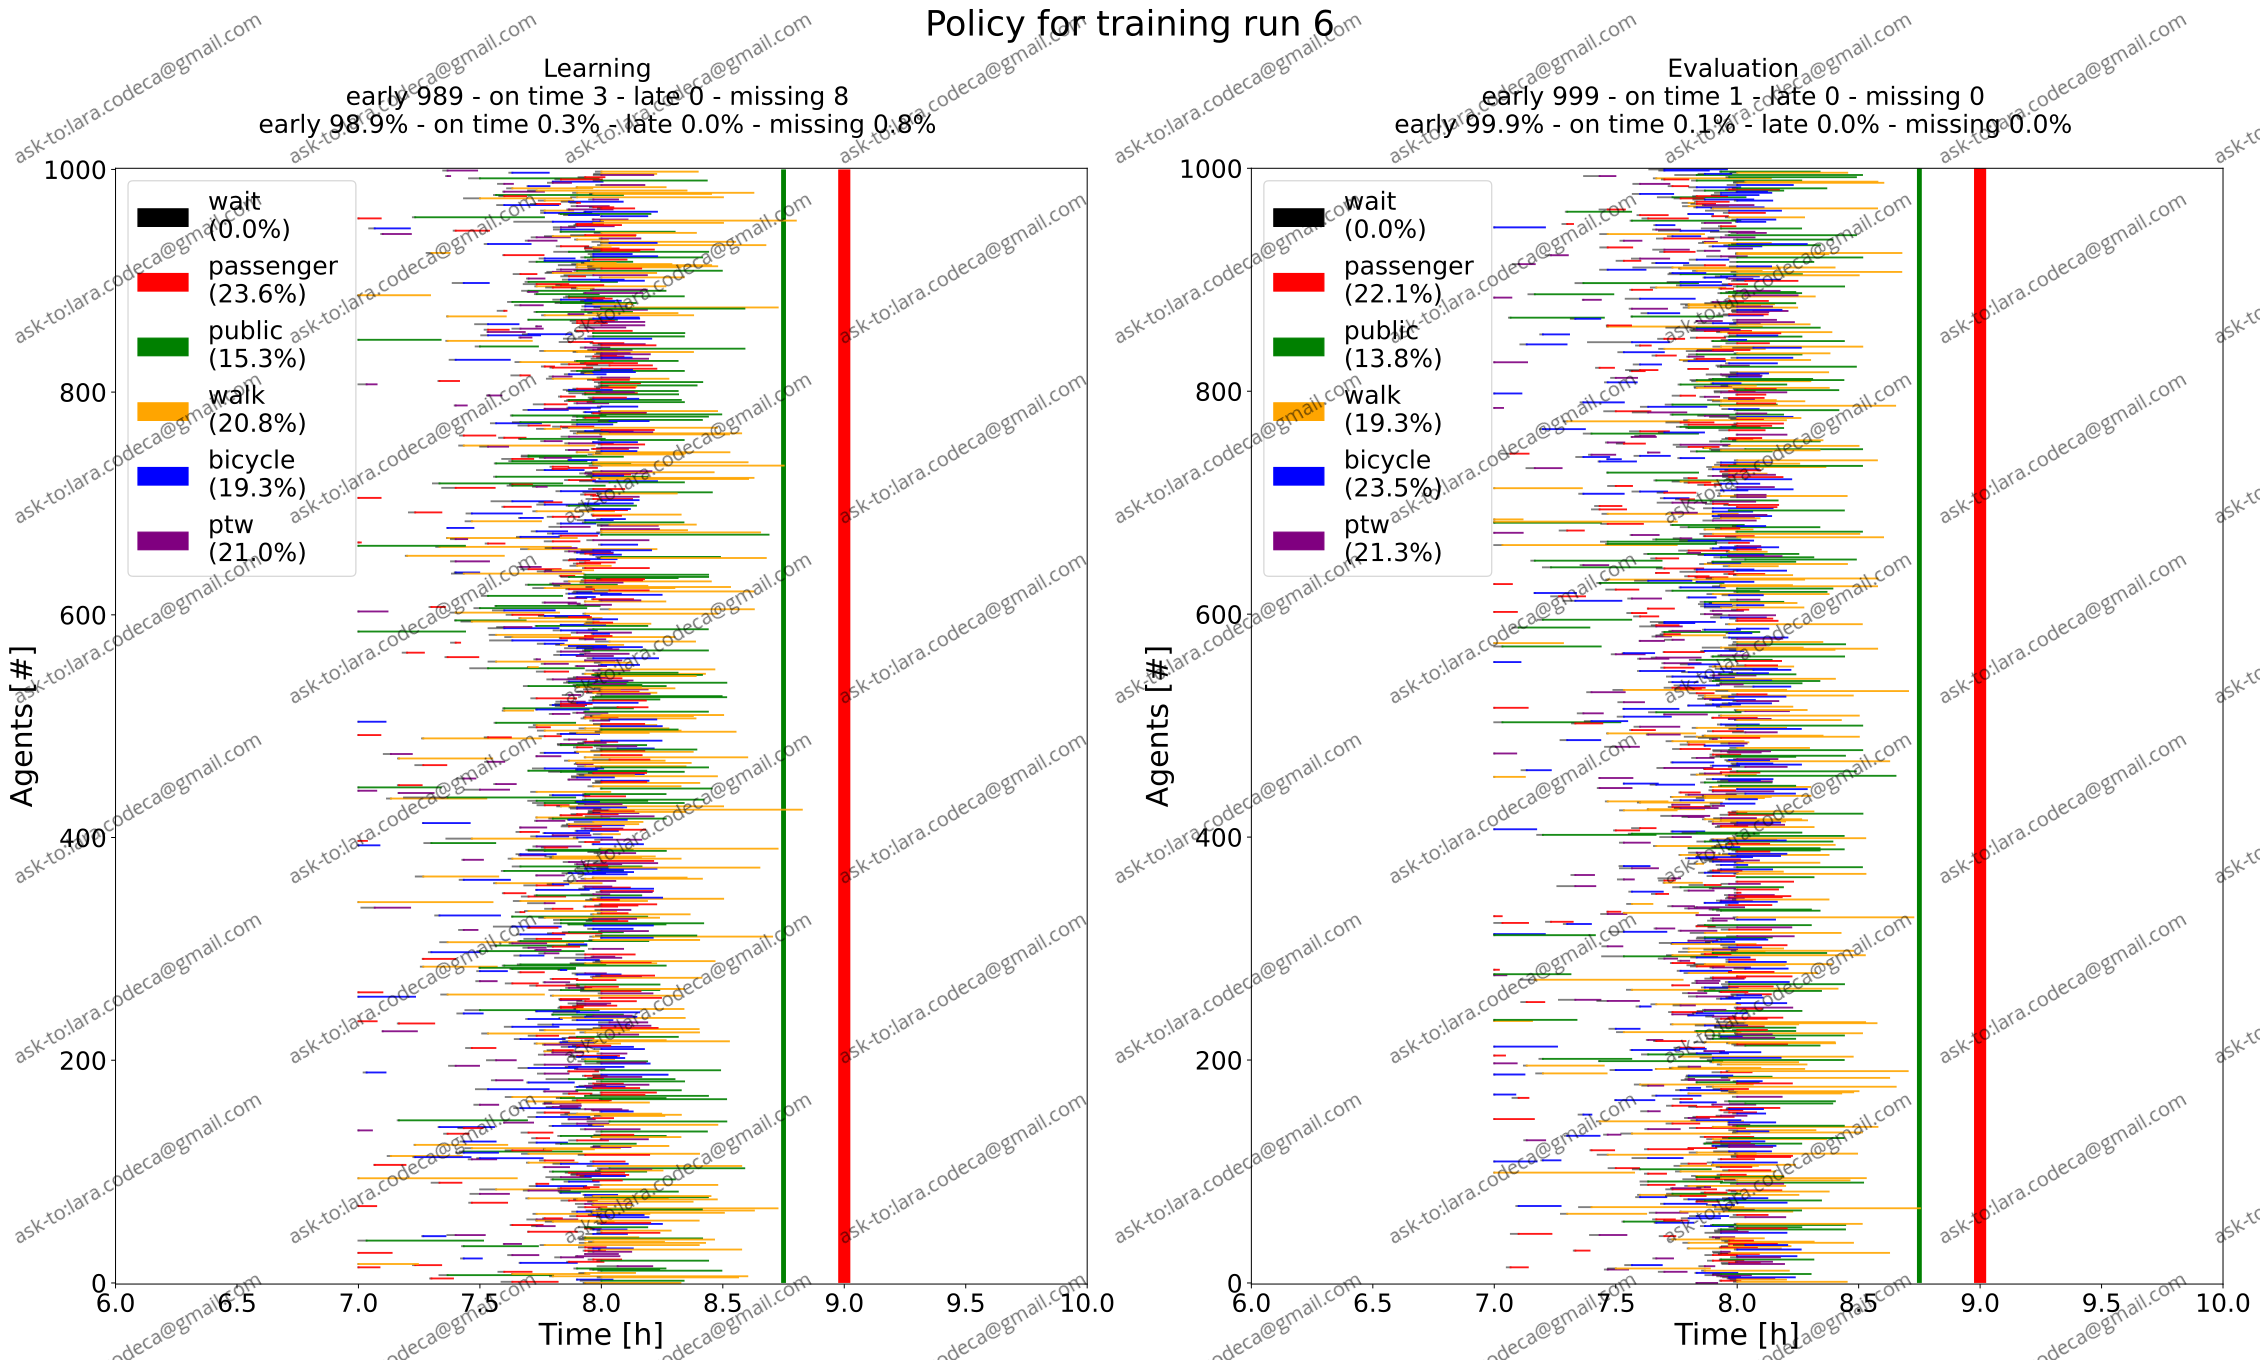 Policy for training run 6
Learning
early 989 - on time 3 - late 0 - missing 8
early 98.9% - on time 0.3% - late 0.0% - missing 0.8%
Agents [#]
1000
800
600
400
200
0
wait
(0.0%)
passenger
(23.6%)
public
(15.3%)
walk
(20.8%)
bicycle
(19.3%)
ptw
(21.0%)
6.0 6.5 7.0 7.5 8.0 8.5 9.0 9.5 10.0
Time [h]
Evaluation
early 999 - on time 1 - late 0 - missing 0
early 99.9% - on time 0.1% - late 0.0% - missing 0.0%
Agents [#]
1000
800
600
400
200
0
wait
(0.0%)
passenger
(22.1%)
public
(13.8%)
walk
(19.3%)
bicycle
(23.5%)
ptw
(21.3%)
6.0 6.5 7.0 7.5 8.0 8.5 9.0 9.5 10.0
Time [h]
ask-to:lara.codeca@gmail.com